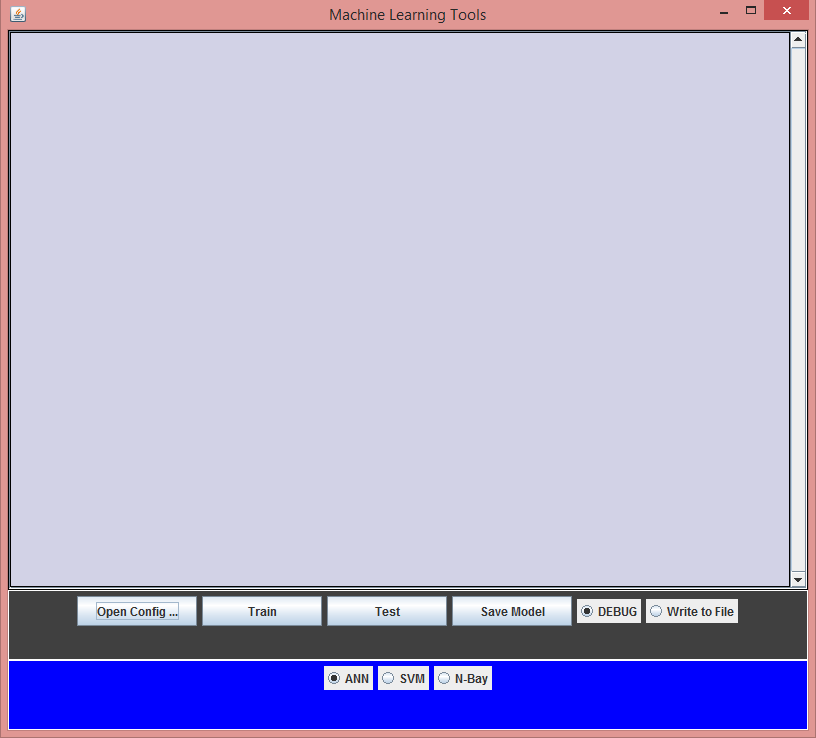 Machine Learning Tools
Open Config ... Train Test Save Model DEBUG Write to File
ANN SVM N-Bay